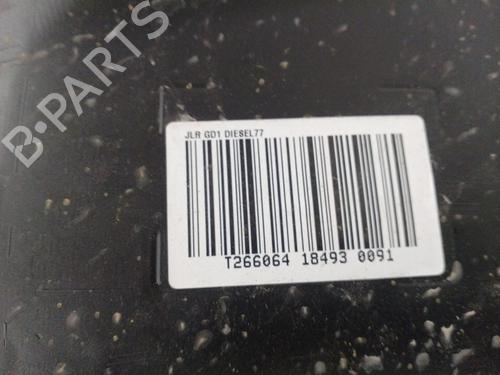 B-PARTS
JLR GD1 DIESEL77
T266064 18493 0091